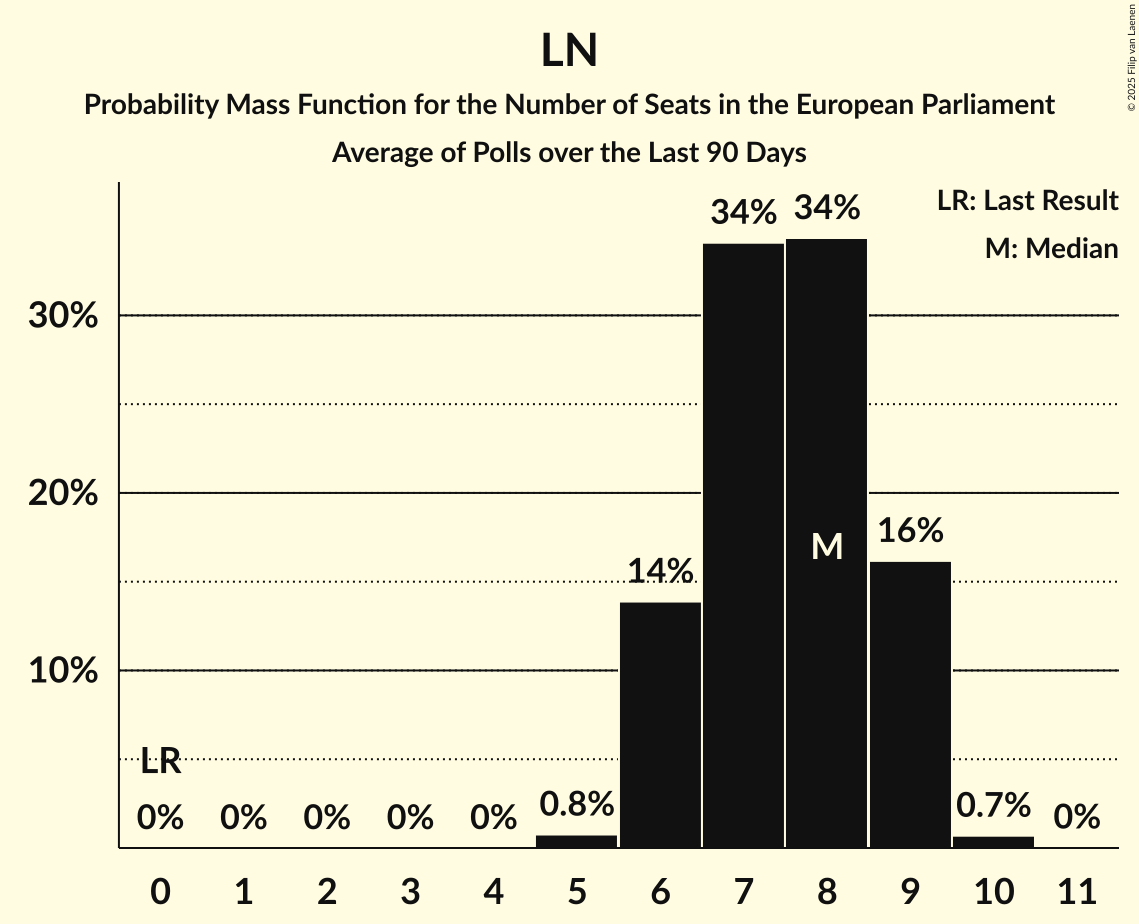 LN
Probability Mass Function for the Number of Seats in the European Parliament
Average of Polls over the Last 90 Days
© 2025 Filip van Laenen
LR: Last Result
M: Median
34% 34%
30%
20%
16%
M
14%
10%
LR
0% 0% 0% 0% 0% 0.8% 0.7% 0%
0 1 2 3 4 5 6 7 8 9 10 11